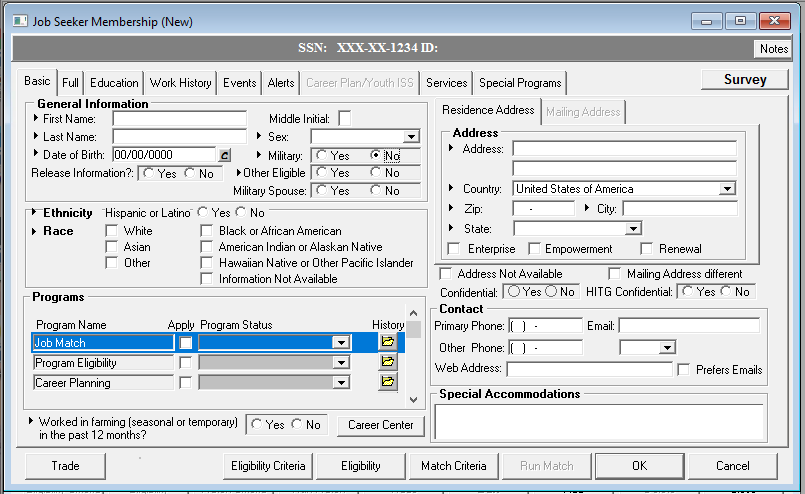 Job Seeker Membership (New)
SSN: XXX-XX-1234 ID:
Notes
Basic Full Education Work History Events Alerts Career Plan/Youth ISS Services Special Programs
Survey
General Information
First Name: Middle Initial:
Last Name: Sex:
Date of Birth: 00/00/0000 c Military: Yes No
Release Information?: Yes No Other Eligible Yes No
Military Spouse: Yes No
Ethnicity Hispanic or Latino Yes No
Race White Black or African American
Asian American Indian or Alaskan Native
Other Hawaiian Native or Other Pacific Islander
Information Not Available
Programs
Program Name Apply Program Status History
Job Match
Program Eligibility
Career Planning
Worked in farming (seasonal or temporary)
in the past 12 months? Yes No Career Center
Residence Address Mailing Address
Address
Address:
Country: United States of America
Zip: - City:
State:
Enterprise Empowerment Renewal
Address Not Available Mailing Address different
Confidential: Yes No HITG Confidential: Yes No
Contact
Primary Phone: ( ) - Email:
Other Phone: ( ) -
Web Address: Prefers Emails
Special Accommodations
Trade Eligibility Criteria Eligibility Match Criteria Run Match OK Cancel